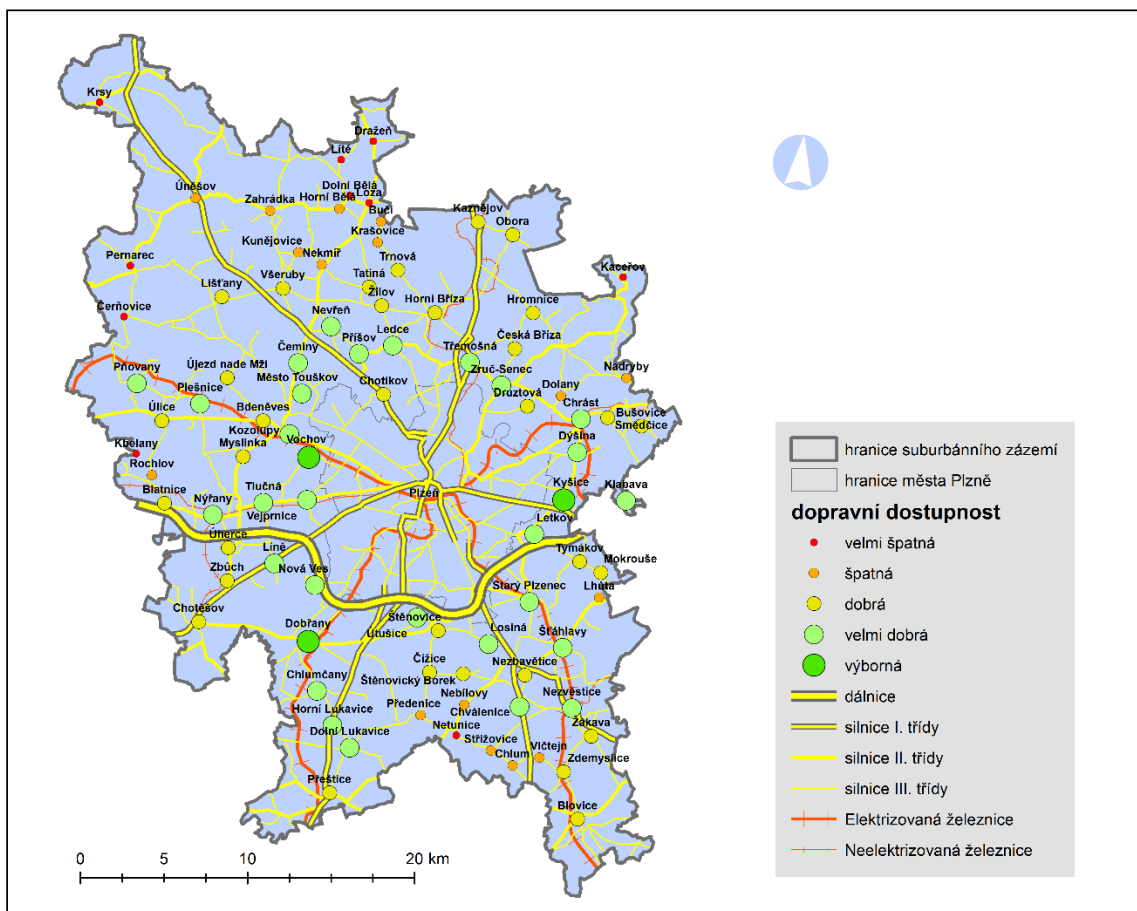 Krsy
Dražeň
Líté
Dolní Bělá
Loza
Úněšov
Zahrádka
Horní Bělá
Bučí
Kaznějov
Obora
Krašovice
Kunějovice
Nekmíř
Trnová
Pernarec
Kaceřov
Všeruby
Tatiná
Líšťany
Žilov
Horní Bříza
Hromnice
Čerňovice
Nevřeň
Ledce
Příšov
Česká Bříza
Třemošná
Čeminy
Pňovany
Újezd nade Mží
Zruč-Senec
Nadryby
Město Touškov
Chotíkov
Dolany
Plešnice
Druztová
Chrást
Úlice
Bdeněves
Bušovice
Smědčice
Kozolupy
Myslinka
Vochov
Dýšina
Kbelany
Rochlov
Blatnice
Tlučná
Plzeň
Kyšice
Klabava
Nýřany
Vejprnice
Letkov
Úherce
Líně
Tymákov
Mokrouše
Zbůch
Nová Ves
Starý Plzenec
Lhůta
Chotěšov
Dobřany
Štěnovice
Útušice
Losiná
Šťáhlavy
Čižice
Nezbavětice
Chlumčany
Štěnovický Borek
Nebílovy
Nezvěstice
Horní Lukavice
Předenice
Chválenice
Netunice
Žákava
Dolní Lukavice
Střížovice
Chlum
Vlčtejn
Zdemyslice
Přeštice
Blovice
0 5 10 20 km
hranice suburbánního zázemí
hranice města Plzně
dopravní dostupnost
velmi špatná
špatná
dobrá
velmi dobrá
výborná
dálnice
silnice I. třídy
silnice II. třídy
silnice III. třídy
Elektrizovaná železnice
Neelektrizovaná železnice